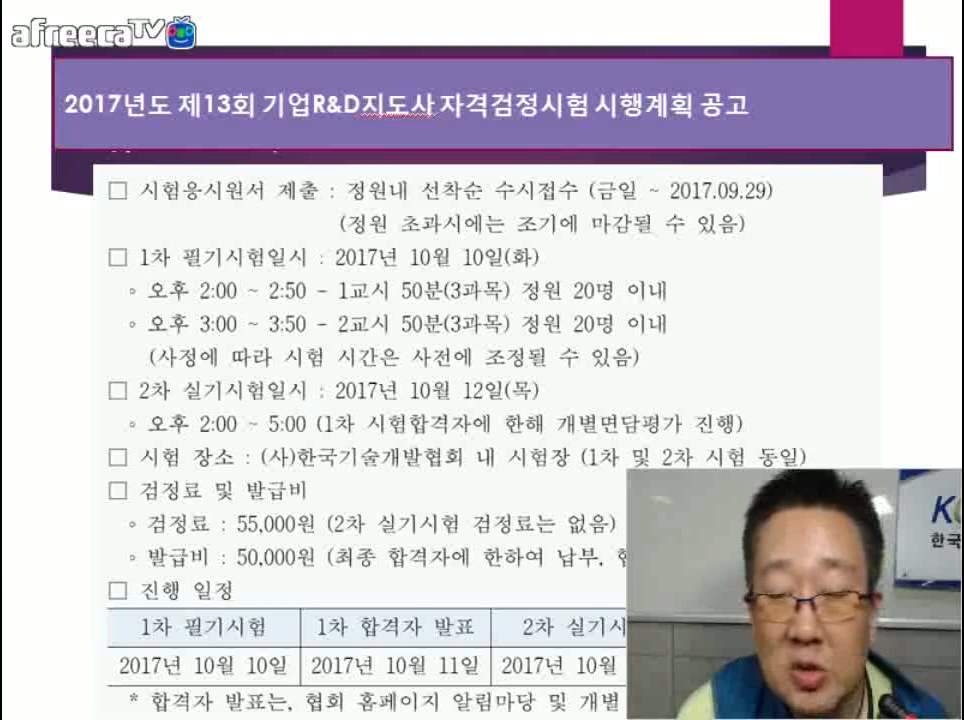 afreecaTV
2017년도 제13회 기업R&D지도사 자격검정시험 시행계획 공고
□ 시험응시원서 제출 : 정원내 선착순 수시접수 (금일 ~ 2017.09.29)
(정원 초과시에는 조기에 마감될 수 있음)
□ 1차 필기시험일시 : 2017년 10월 10일(화)
◦ 오후 2:00 ~ 2:50 - 1교시 50분(3과목) 정원 20명 이내
◦ 오후 3:00 ~ 3:50 - 2교시 50분(3과목) 정원 20명 이내
(사정에 따라 시험 시간은 사전에 조정될 수 있음)
□ 2차 실기시험일시 : 2017년 10월 12일(목)
◦ 오후 2:00 ~ 5:00 (1차 시험합격자에 한해 개별면담평가 진행)
□ 시험 장소 : (사)한국기술개발협회 내 시험장 (1차 및 2차 시험 동일)
□ 검정료 및 발급비
◦ 검정료 : 55,000원 (2차 실기시험 검정료는 없음)
◦ 발급비 : 50,000원 (최종 합격자에 한하여 납부,
□ 진행 일정
1차 필기시험 1차 합격자 발표 2차 실기시
2017년 10월 10일 2017년 10월 11일 2017년 10월
* 합격자 발표는, 협회 홈페이지 알림마당 및 개별
한국